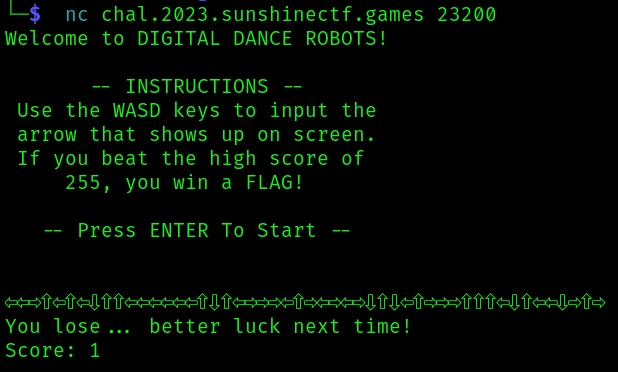 └─$ nc chal.2023.sunshinectf.games 23200
Welcome to DIGITAL DANCE ROBOTS!
-- INSTRUCTIONS --
Use the WASD keys to input the
arrow that shows up on screen.
If you beat the high score of
255, you win a FLAG!
-- Press ENTER To Start --
⇦⇦⇨⇧⇦⇧⇦⇩⇧⇧⇦⇦⇦⇦⇦⇦⇧⇩⇧⇦⇨⇨⇨⇦⇧⇨⇦⇨⇦⇨⇩⇧⇩⇦⇧⇨⇨⇨⇧⇧⇧⇦⇩⇧⇦⇦⇩⇨⇧⇨
You lose... better luck next time!
Score: 1